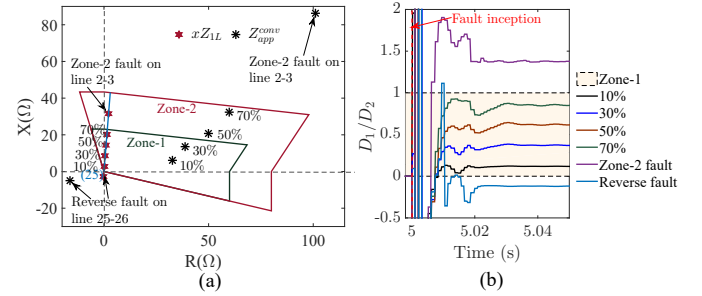 X(Ω)
80
60
40
20
0
-20
0
50
100
R(Ω)
(a)
xZ₁L
Z_app^conv
Zone-2 fault on
line 2-3
Zone-2 fault on
line 2-3
Zone-2
Zone-1
70%
50%
30%
10%
70%
50%
30%
10%
(25
Reverse fault on
line 25-26
D₁/D₂
1.5
1
0.5
0
-0.5
5
5.02
5.04
Time (s)
(b)
Fault inception
Zone-1
10%
30%
50%
70%
Zone-2 fault
Reverse fault